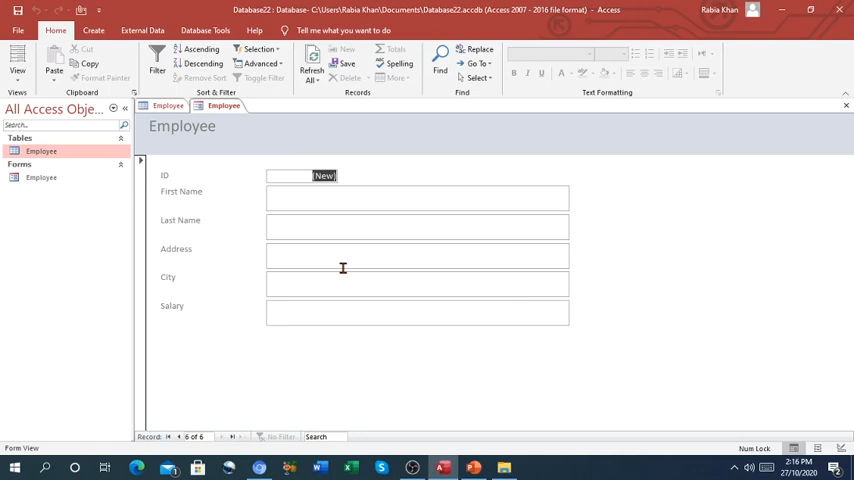 Database22 : Database- C:\Users\Rabia Khan\Documents\Database22.accdb (Access 2007 - 2016 file format) - Access
Rabia Khan
File Home Create External Data Database Tools Help Tell me what you want to do
View
Views
Paste
Cut
Copy
Format Painter
Clipboard
Filter
Ascending
Descending
Remove Sort
Selection
Advanced
Toggle Filter
Sort & Filter
Refresh
All
New
Save
Delete
Totals
Spelling
More
Records
Find
Replace
Go To
Select
Find
B I U
A
Text Formatting
All Access Obje...
Search...
Tables
Employee
Forms
Employee
Employee Employee
Employee
ID (New)
First Name
Last Name
Address
City
Salary
Record: 6 of 6 No Filter Search
Form View
Num Lock
2:16 PM
27/10/2020
2